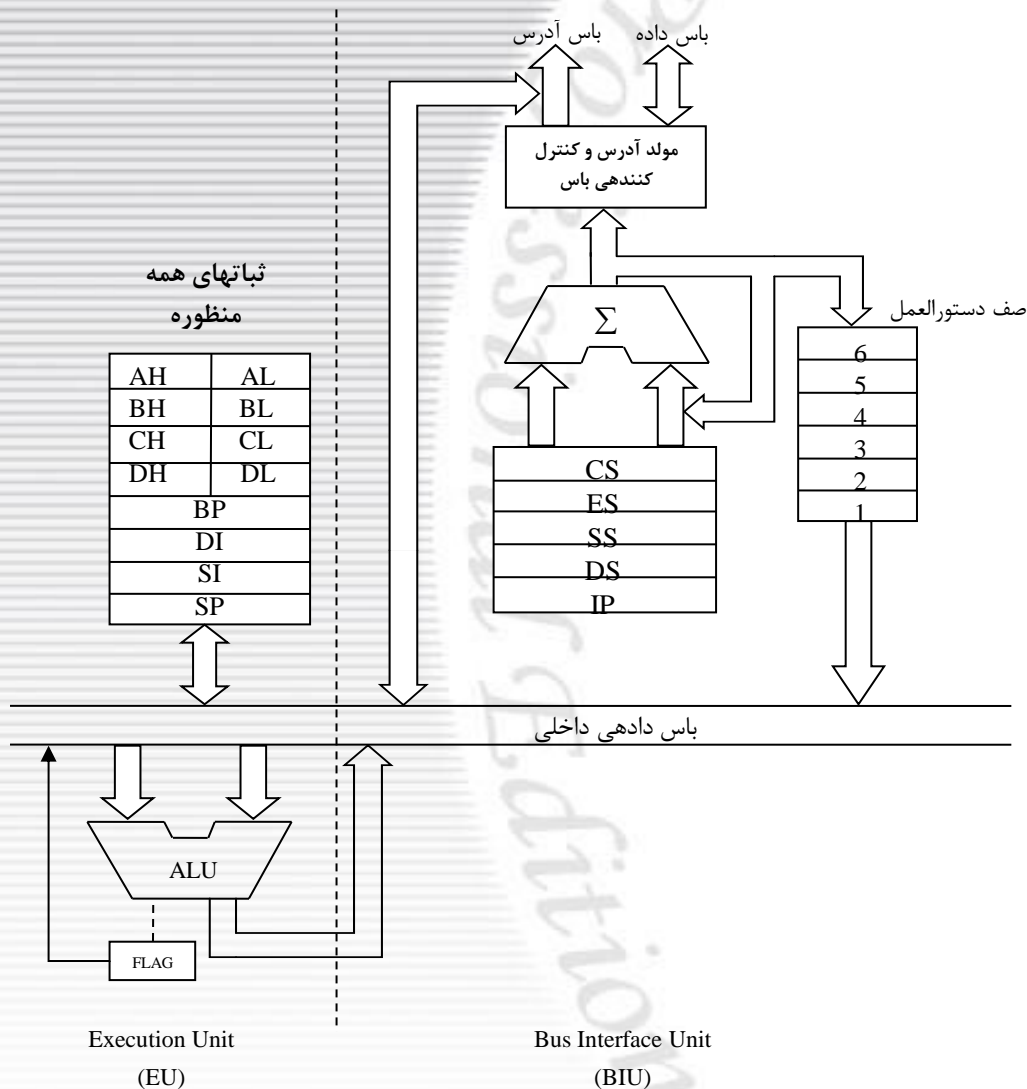 باس آدرس
باس داده
مولد آدرس و کنترل
کنندهی باس
ثباتهای همه
منظوره
Σ
صف دستورالعمل
AH AL
BH BL
CH CL
DH DL
BP
DI
SI
SP
CS
ES
SS
DS
IP
6
5
4
3
2
1
باس دادهی داخلی
ALU
FLAG
Execution Unit
(EU)
Bus Interface Unit
(BIU)
ssional Edition